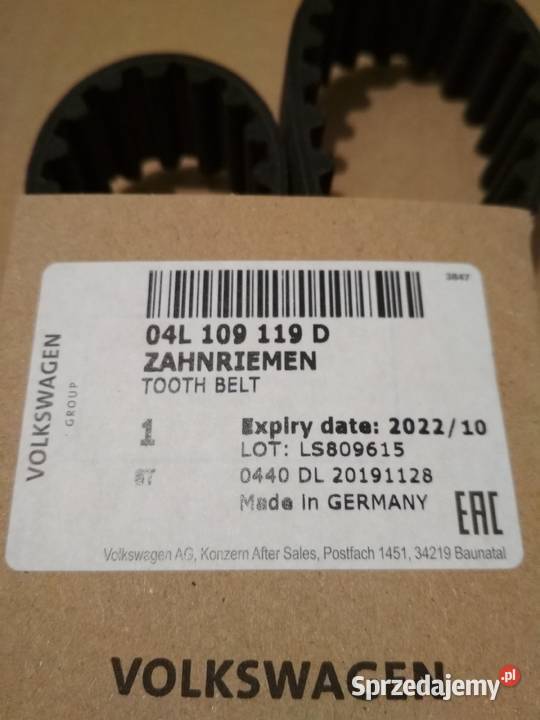 3847
04L 109 119 D
ZAHNRIEMEN
TOOTH BELT
VOLKSWAGEN
GROUP
1
Expiry date: 2022/10
LOT: LS809615
ST
0440 DL 20191128
Made in GERMANY
EAC
Volkswagen AG, Konzern After Sales, Postfach 1451, 34219 Baunatal
VOLKSWAGEN
Sprzedajemy.pl